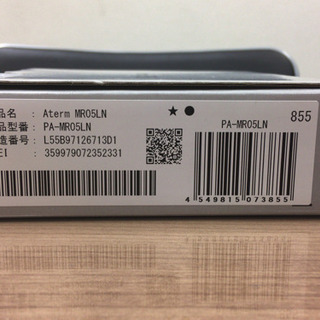 品名 : Aterm MR05LN
品型番 : PA-MR05LN
造番号 : L55B97126713D1
EI : 359979072352331
★ ●
PA-MR05LN
855
4 549815 073855